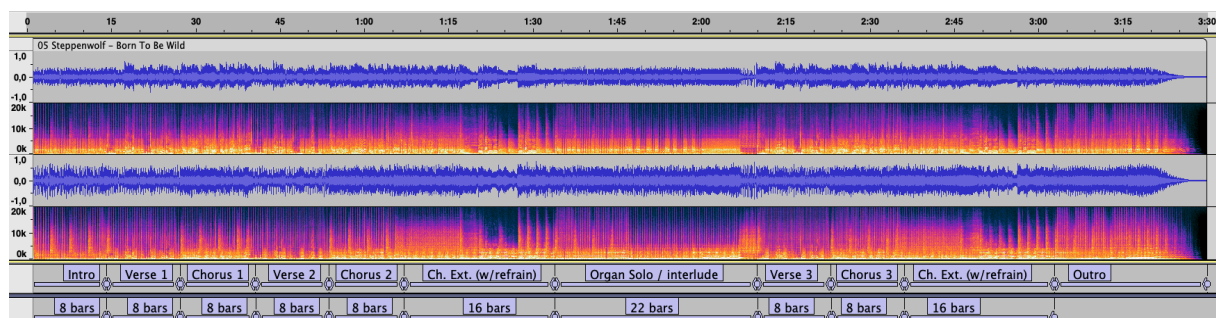 0 15 30 45 1:00 1:15 1:30 1:45 2:00 2:15 2:30 2:45 3:00 3:15 3:30
05 Steppenwolf - Born To Be Wild
1,0
0,0
-1,0
20k
10k
0k
1,0
0,0
-1,0
20k
10k
0k
Intro Verse 1 Chorus 1 Verse 2 Chorus 2 Ch. Ext. (w/refrain) Organ Solo / interlude Verse 3 Chorus 3 Ch. Ext. (w/refrain) Outro
8 bars 8 bars 8 bars 8 bars 8 bars 16 bars 22 bars 8 bars 8 bars 16 bars